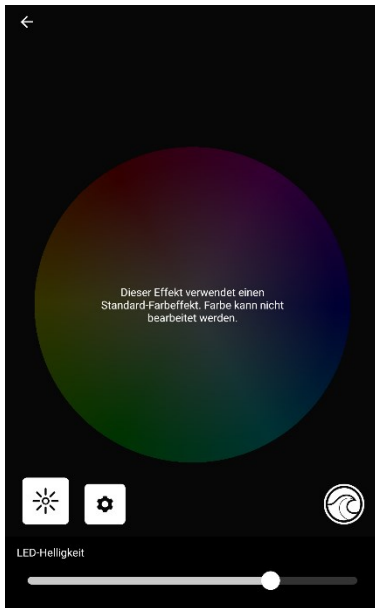 Dieser Effekt verwendet einen
Standard-Farbeffekt. Farbe kann nicht
bearbeitet werden.
LED-Helligkeit